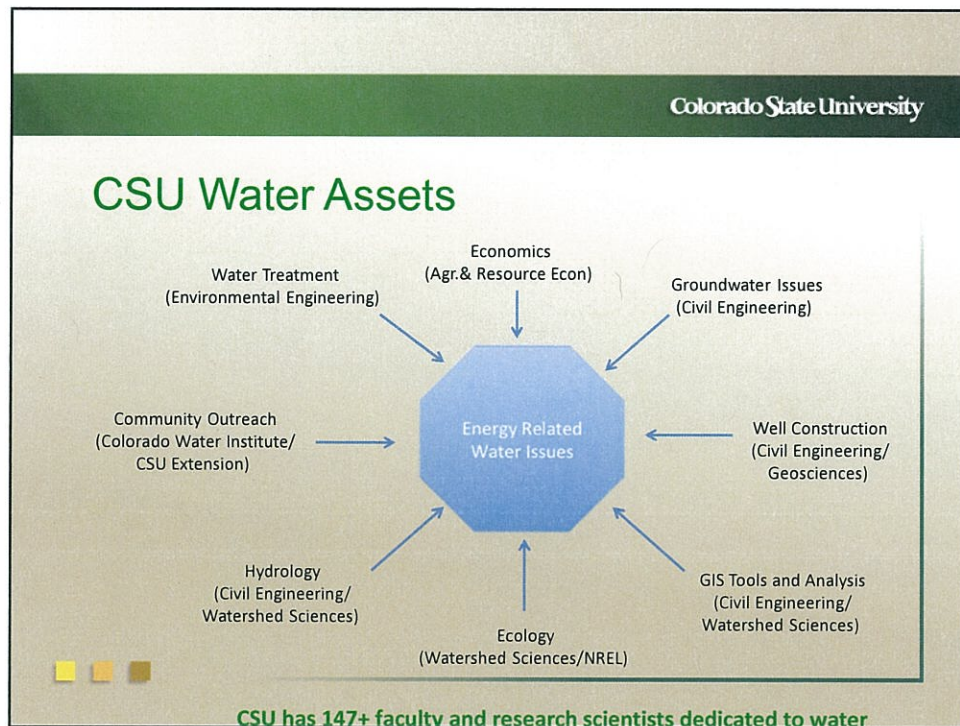 Colorado State University
CSU Water Assets
Economics
(Agr.& Resource Econ)
Water Treatment
(Environmental Engineering)
Groundwater Issues
(Civil Engineering)
Community Outreach
(Colorado Water Institute/
CSU Extension)
Energy Related
Water Issues
Well Construction
(Civil Engineering/
Geosciences)
Hydrology
(Civil Engineering/
Watershed Sciences)
GIS Tools and Analysis
(Civil Engineering/
Watershed Sciences)
Ecology
(Watershed Sciences/NREL)
CSU has 147+ faculty and research scientists dedicated to water